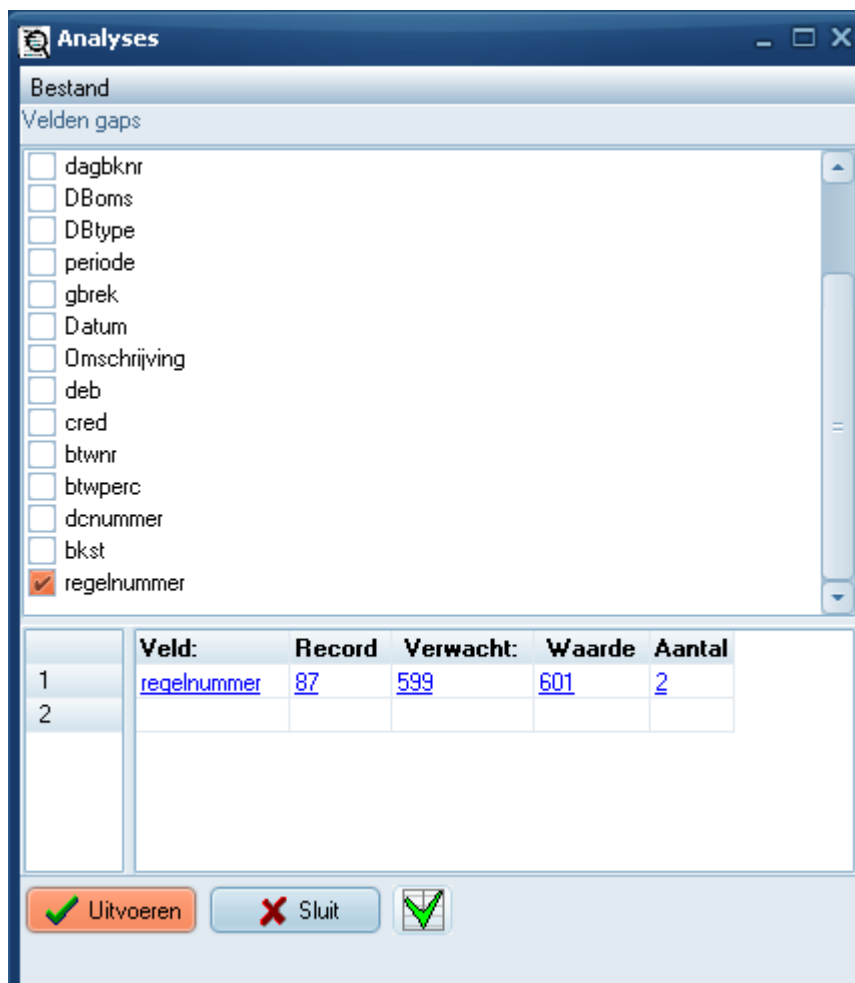 Analyses
Bestand
Velden gaps
dagbknr
DBoms
DBtype
periode
gbrek
Datum
Omschrijving
deb
cred
btwnr
btwperc
dcnummer
bkst
regelnummer
Veld: Record Verwacht: Waarde Aantal
1 regelnummer 87 599 601 2
2
Uitvoeren Sluit